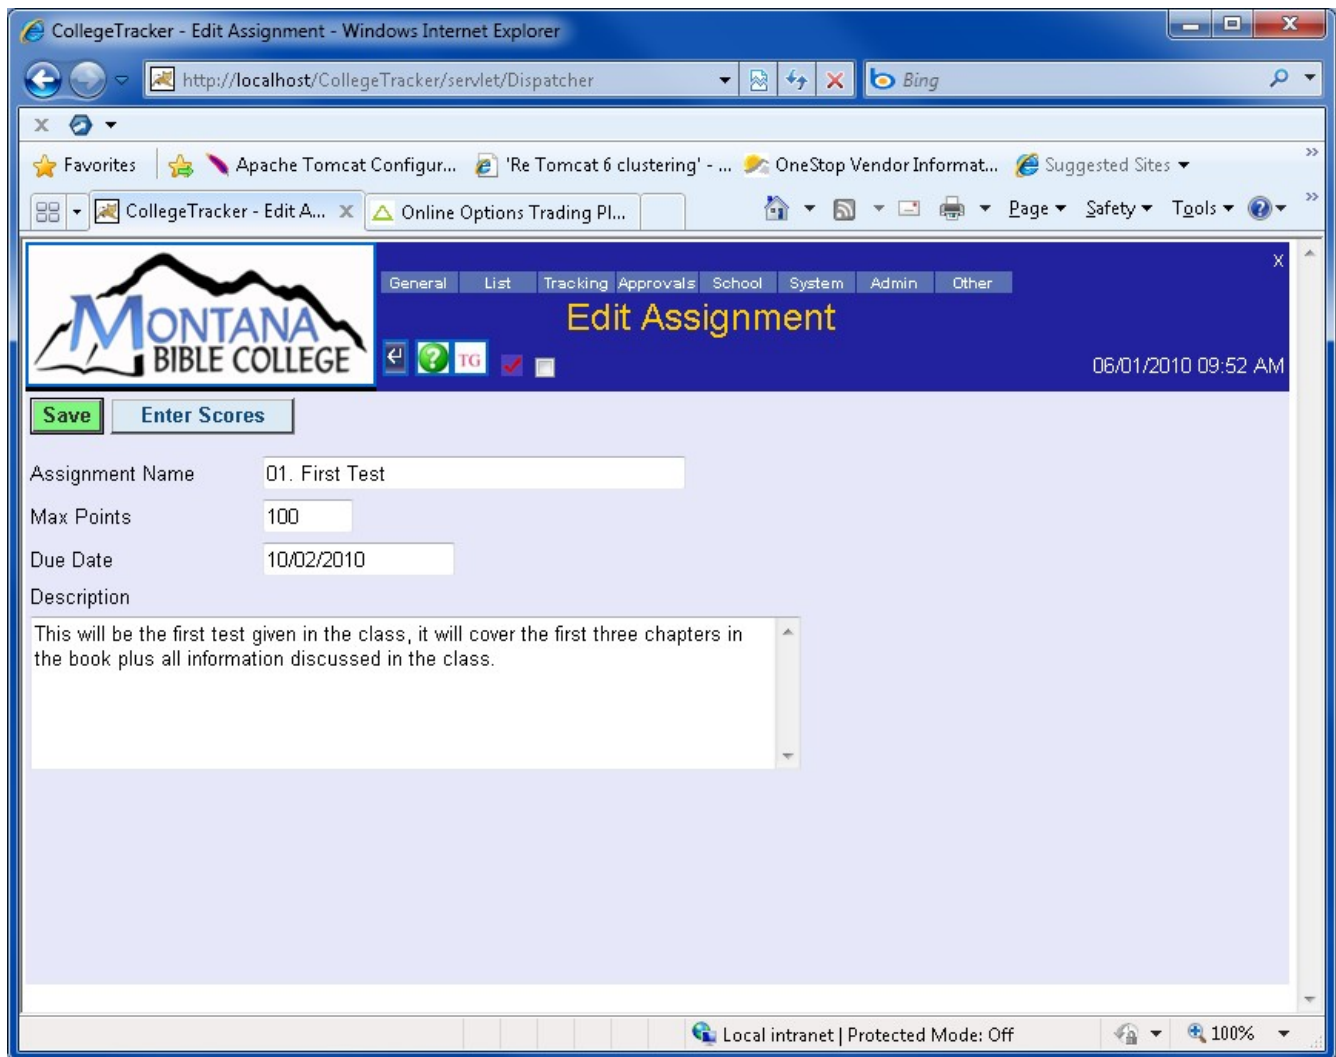 CollegeTracker - Edit Assignment - Windows Internet Explorer
http://localhost/CollegeTracker/servlet/Dispatcher
Bing
Favorites Apache Tomcat Configur... 'Re Tomcat 6 clustering' - ... OneStop Vendor Informat... Suggested Sites
CollegeTracker - Edit A... x Online Options Trading Pl... Page Safety Tools
X
General List Tracking Approvals School System Admin Other
MONTANA
BIBLE COLLEGE
Edit Assignment
TG
06/01/2010 09:52 AM
Save Enter Scores
Assignment Name 01. First Test
Max Points 100
Due Date 10/02/2010
Description
This will be the first test given in the class, it will cover the first three chapters in
the book plus all information discussed in the class.
Local intranet | Protected Mode: Off 100%